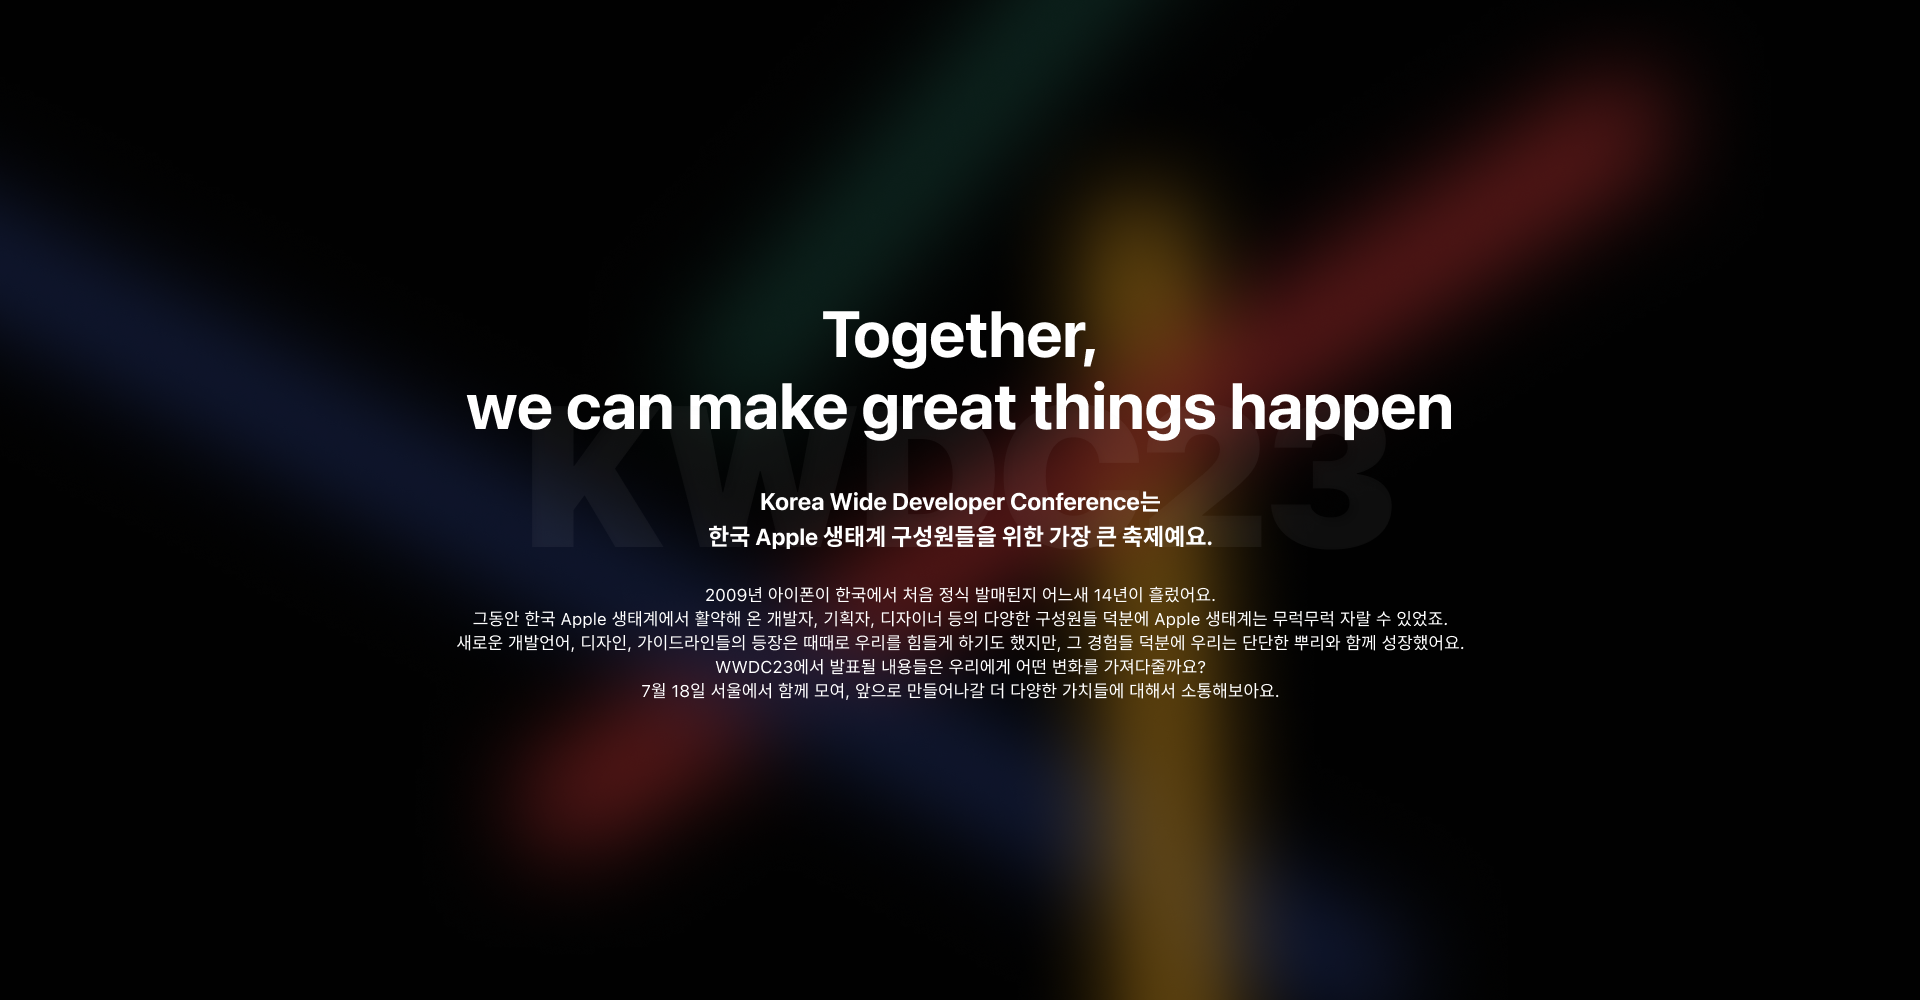 Together,
we can make great things happen
KWDC23
Korea Wide Developer Conference는
한국 Apple 생태계 구성원들을 위한 가장 큰 축제예요.
2009년 아이폰이 한국에서 처음 정식 발매된지 어느새 14년이 흘렀어요.
그동안 한국 Apple 생태계에서 활약해 온 개발자, 기획자, 디자이너 등의 다양한 구성원들 덕분에 Apple 생태계는 무럭무럭 자랄 수 있었죠.
새로운 개발언어, 디자인, 가이드라인들의 등장은 때때로 우리를 힘들게 하기도 했지만, 그 경험들 덕분에 우리는 단단한 뿌리와 함께 성장했어요.
WWDC23에서 발표될 내용들은 우리에게 어떤 변화를 가져다줄까요?
7월 18일 서울에서 함께 모여, 앞으로 만들어나갈 더 다양한 가치들에 대해서 소통해보아요.